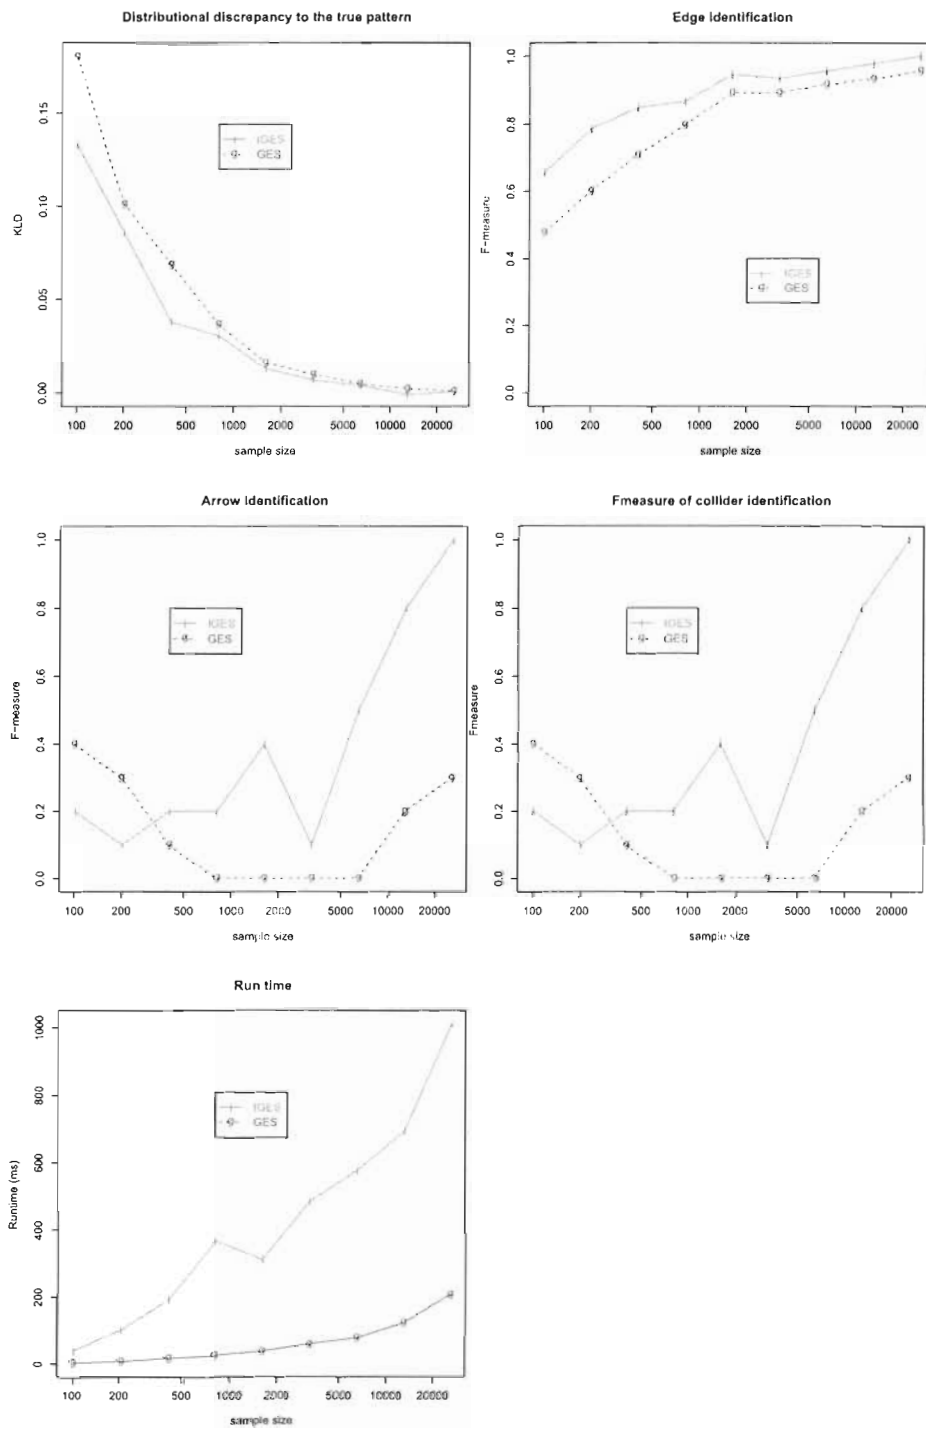 Distributional discrepancy to the true pattern
KLD
0.15
0.10
0.05
0.00
IGES
g GES
100 200 500 1000 2000 5000 10000 20000
sample size
Edge identification
F-measure
1.0
0.8
0.6
0.4
0.2
0.0
IGES
g GES
100 200 500 1000 2000 5000 10000 20000
sample size
Arrow identification
F-measure
1.0
0.8
0.6
0.4
0.2
0.0
IGES
g GES
100 200 500 1000 2000 5000 10000 20000
sample size
Fmeasure of collider identification
Fmeasure
1.0
0.8
0.6
0.4
0.2
0.0
IGES
g GES
100 200 500 1000 2000 5000 10000 20000
sample size
Run time
Runtime (ms)
1000
800
600
400
200
0
IGES
g GES
100 200 500 1000 2000 5000 10000 20000
sample size